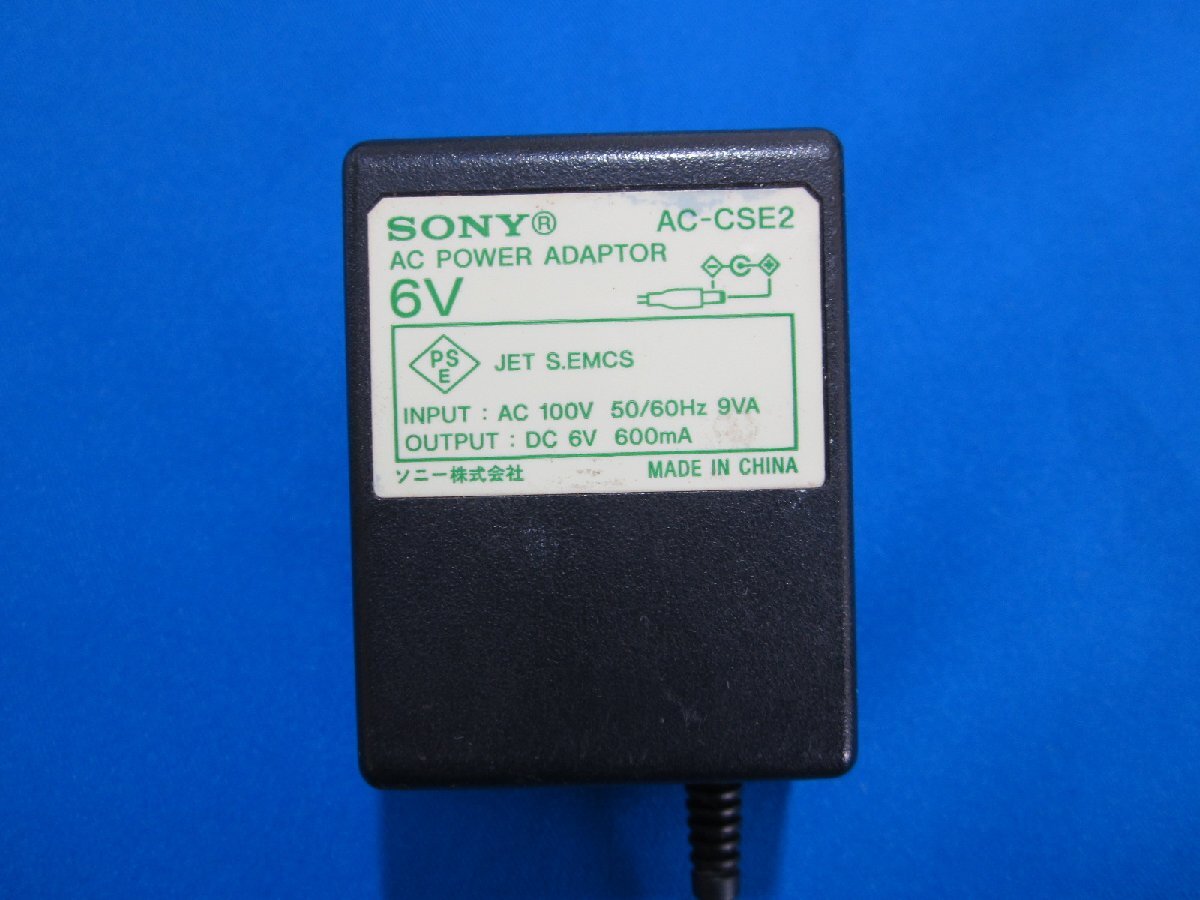 SONY® AC-CSE2
AC POWER ADAPTOR
6V
PSE JET S.EMCS
INPUT : AC 100V 50/60Hz 9VA
OUTPUT : DC 6V 600mA
ソニー株式会社 MADE IN CHINA